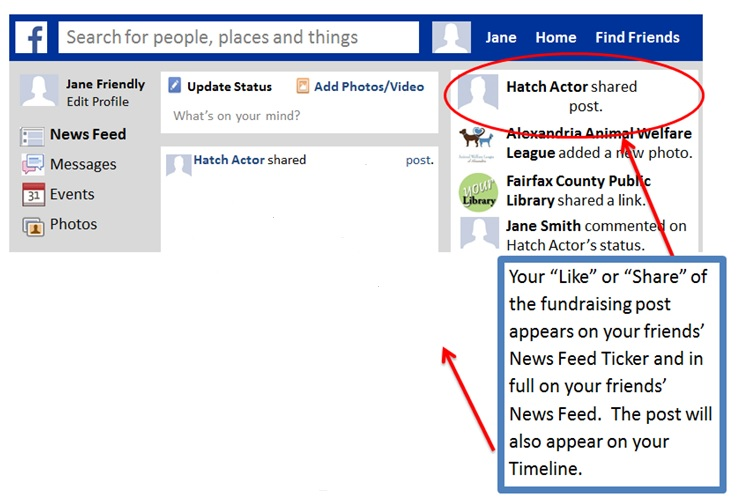 f
Search for people, places and things
Jane Home Find Friends
Jane Friendly
Edit Profile
News Feed
Messages
31 Events
Photos
Update Status Add Photos/Video
What's on your mind?
Hatch Actor shared post.
Hatch Actor shared
post.
Alexandria Animal Welfare
League added a new photo.
your
Library
Fairfax County Public
Library shared a link.
Jane Smith commented on
Hatch Actor's status.
Your “Like” or “Share” of
the fundraising post
appears on your friends’
News Feed Ticker and in
full on your friends’
News Feed.  The post will
also appear on your
Timeline.